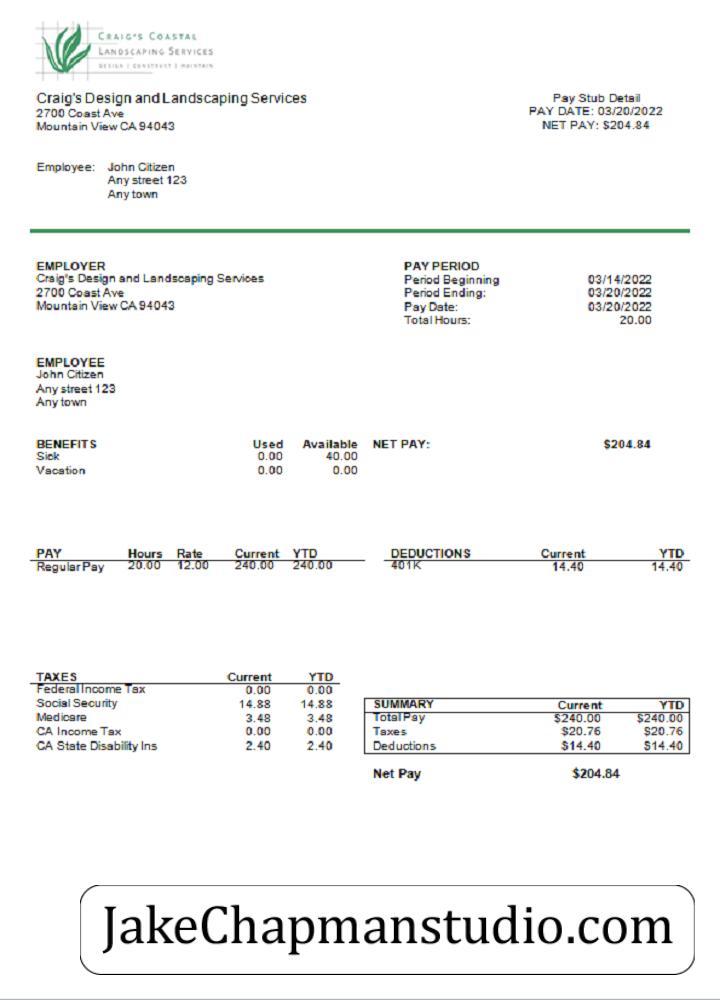 CRAIG'S COASTAL
LANDSCAPING SERVICES
DESIGN | CONSTRUCT | MAINTAIN
Craig's Design and Landscaping Services
2700 Coast Ave
Mountain View CA 94043
Pay Stub Detail
PAY DATE: 03/20/2022
NET PAY: $204.84
Employee: John Citizen
Any street 123
Any town
EMPLOYER
Craig's Design and Landscaping Services
2700 Coast Ave
Mountain View CA 94043
PAY PERIOD
Period Beginning 03/14/2022
Period Ending: 03/20/2022
Pay Date: 03/20/2022
Total Hours: 20.00
EMPLOYEE
John Citizen
Any street 123
Any town
BENEFITS Used Available
Sick 0.00 40.00
Vacation 0.00 0.00
NET PAY: $204.84
PAY Hours Rate Current YTD
Regular Pay 20.00 12.00 240.00 240.00
DEDUCTIONS Current YTD
401K 14.40 14.40
TAXES Current YTD
Federal Income Tax 0.00 0.00
Social Security 14.88 14.88
Medicare 3.48 3.48
CA Income Tax 0.00 0.00
CA State Disability Ins 2.40 2.40
SUMMARY Current YTD
Total Pay $240.00 $240.00
Taxes $20.76 $20.76
Deductions $14.40 $14.40
Net Pay $204.84
JakeChapmanstudio.com